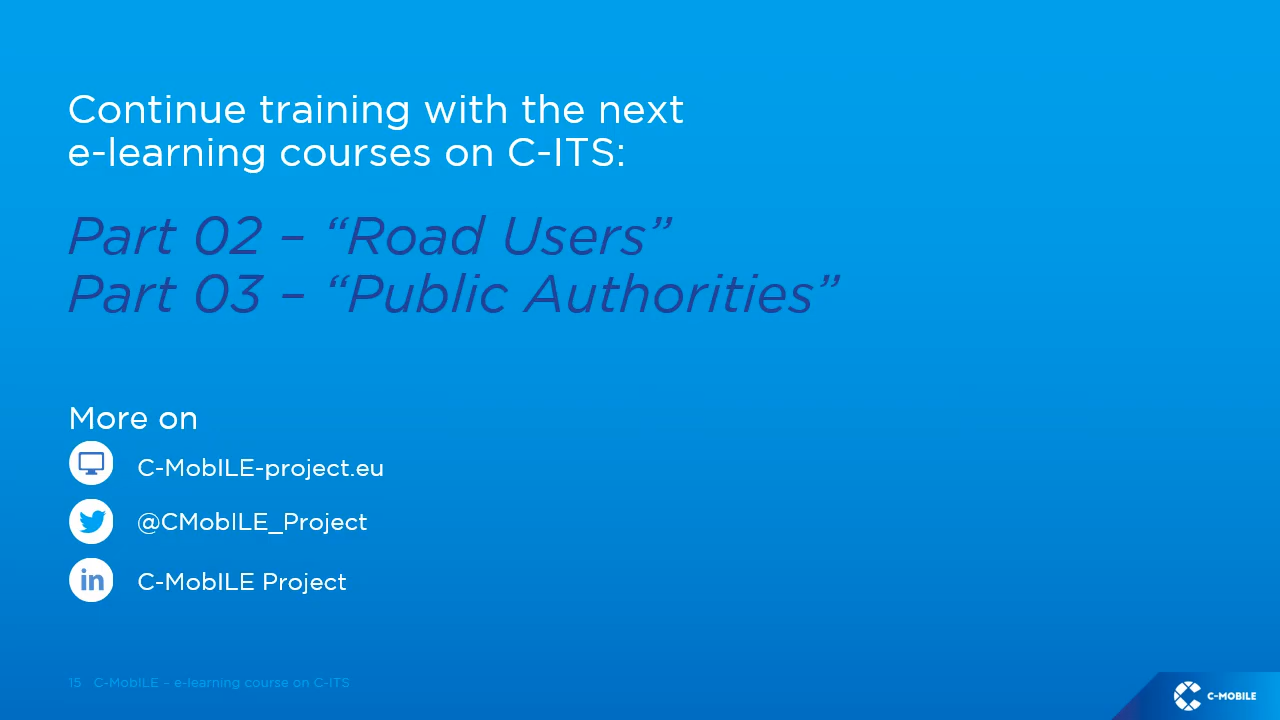 Continue training with the next
e-learning courses on C-ITS:
Part 02 – “Road Users”
Part 03 – “Public Authorities”
More on
C-MobILE-project.eu
@CMobILE_Project
in C-MobILE Project
15 C-MobILE – e-learning course on C-ITS
C-MOBILE